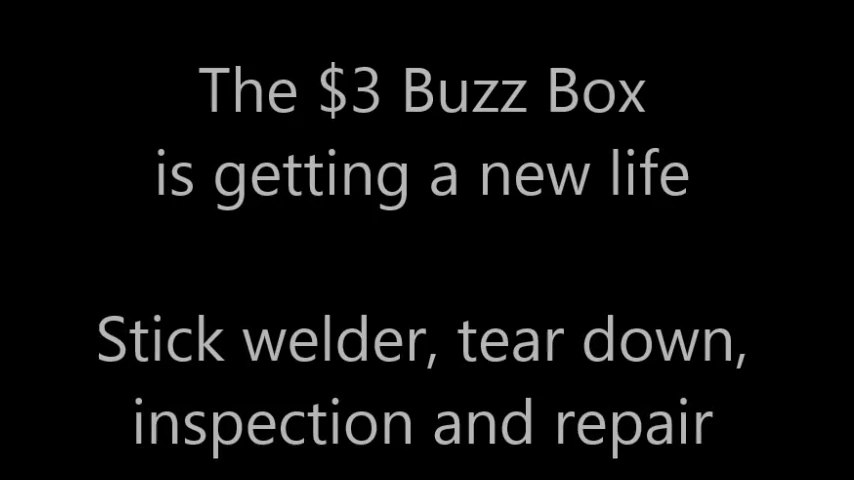 The $3 Buzz Box
is getting a new life
Stick welder, tear down,
inspection and repair